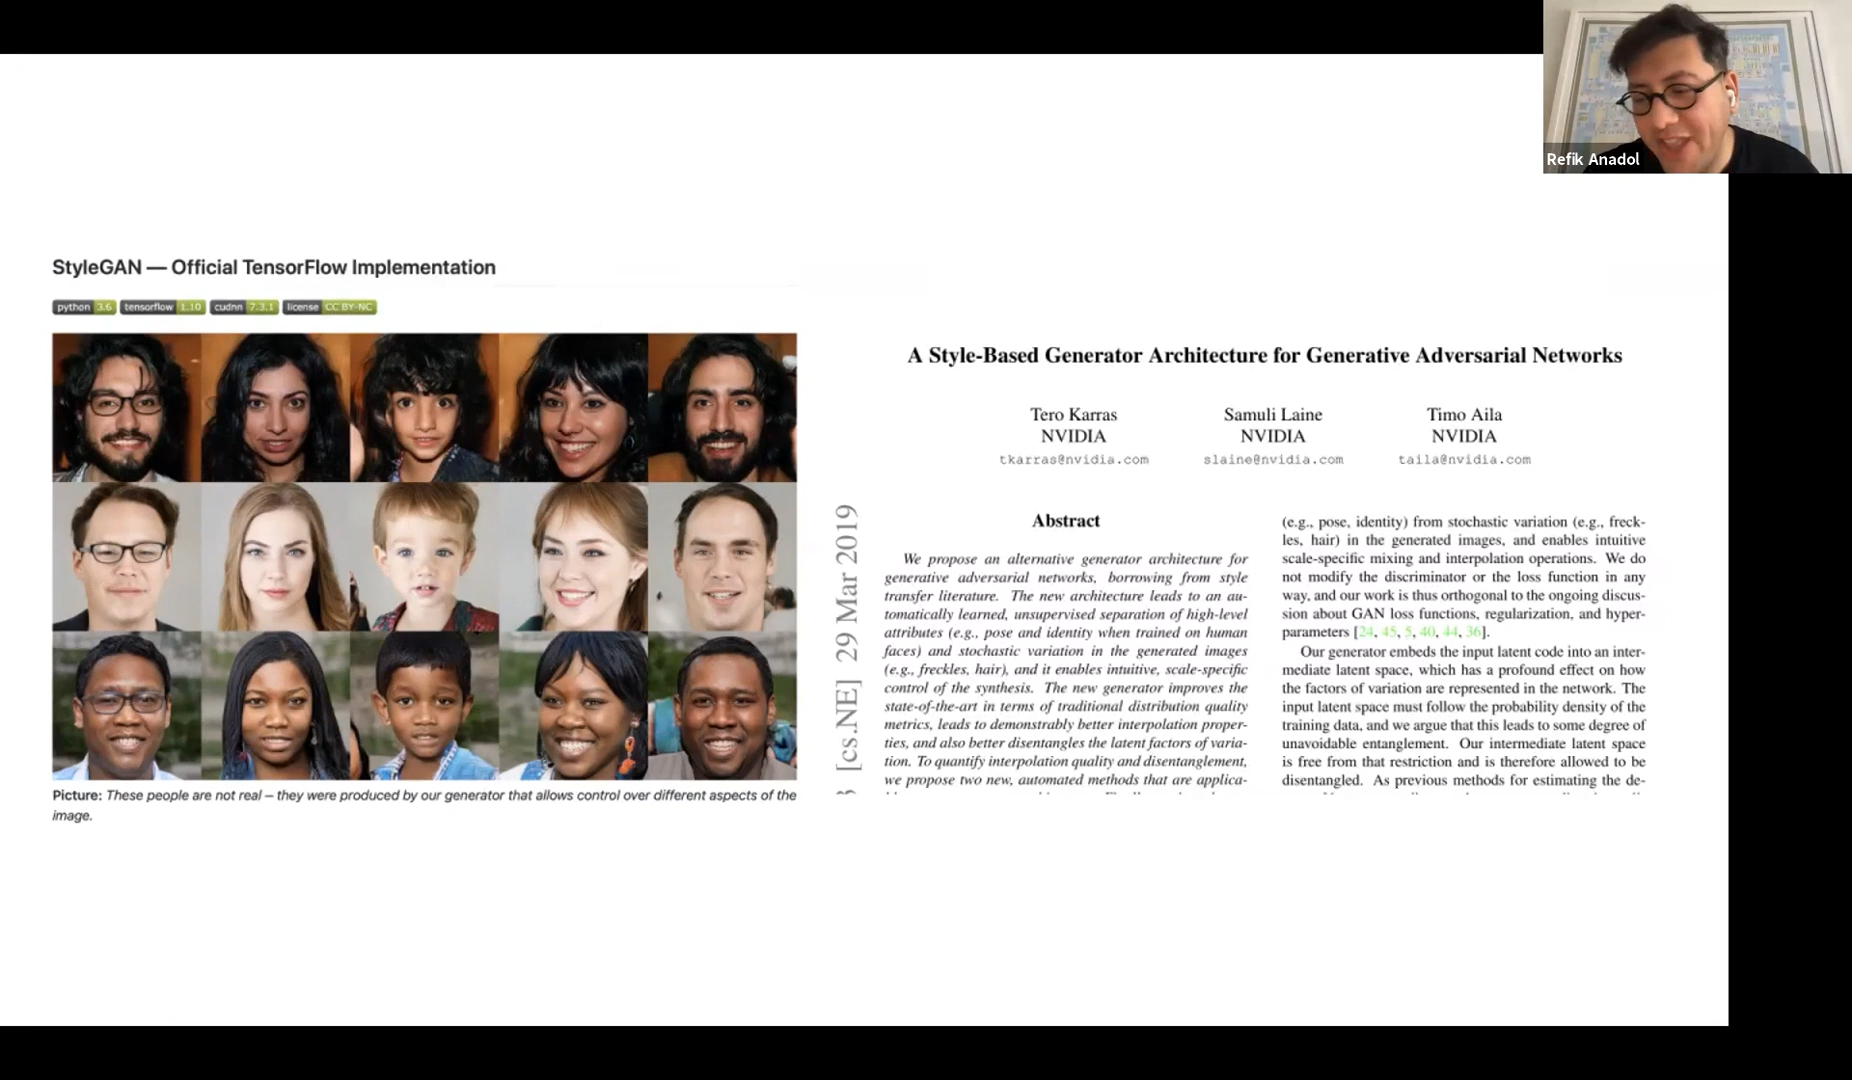 Refik Anadol
StyleGAN — Official TensorFlow Implementation
python 3.6 tensorflow 1.10 cudnn 7.3.1 license CC BY-NC
Picture: These people are not real – they were produced by our generator that allows control over different aspects of the
image.
[cs.NE] 29 Mar 2019
A Style-Based Generator Architecture for Generative Adversarial Networks
Tero Karras
NVIDIA
tkarras@nvidia.com
Samuli Laine
NVIDIA
slaine@nvidia.com
Timo Aila
NVIDIA
taila@nvidia.com
Abstract
We propose an alternative generator architecture for
generative adversarial networks, borrowing from style
transfer literature. The new architecture leads to an au-
tomatically learned, unsupervised separation of high-level
attributes (e.g., pose and identity when trained on human
faces) and stochastic variation in the generated images
(e.g., freckles, hair), and it enables intuitive, scale-specific
control of the synthesis. The new generator improves the
state-of-the-art in terms of traditional distribution quality
metrics, leads to demonstrably better interpolation proper-
ties, and also better disentangles the latent factors of varia-
tion. To quantify interpolation quality and disentanglement,
we propose two new, automated methods that are applica-
(e.g., pose, identity) from stochastic variation (e.g., freck-
les, hair) in the generated images, and enables intuitive
scale-specific mixing and interpolation operations. We do
not modify the discriminator or the loss function in any
way, and our work is thus orthogonal to the ongoing discus-
sion about GAN loss functions, regularization, and hyper-
parameters [24, 45, 5, 40, 44, 36].
Our generator embeds the input latent code into an inter-
mediate latent space, which has a profound effect on how
the factors of variation are represented in the network. The
input latent space must follow the probability density of the
training data, and we argue that this leads to some degree of
unavoidable entanglement. Our intermediate latent space
is free from that restriction and is therefore allowed to be
disentangled. As previous methods for estimating the de-